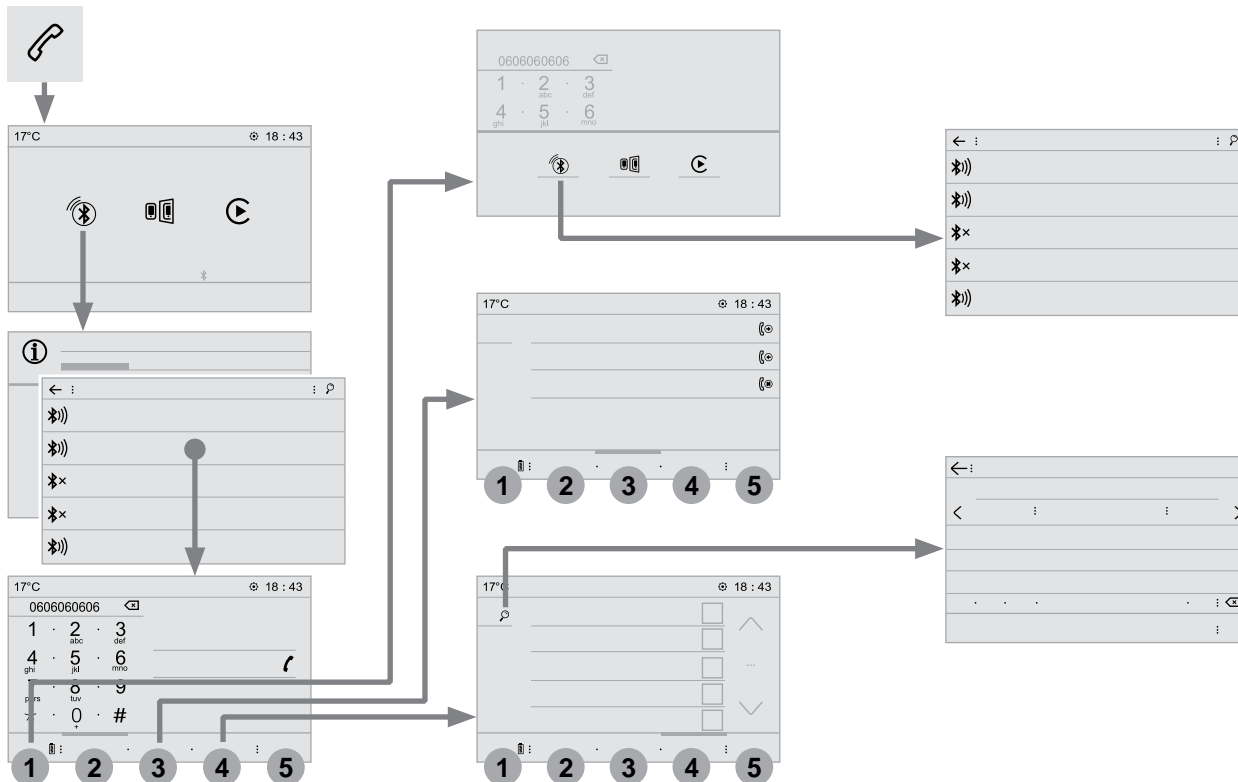 17°C 18 : 43
17°C 18 : 43
0606060606
1 · 2 · 3
abc def
4 · 5 · 6
ghi jkl mno
7 · 8 · 9
pqrs tuv
* · 0 · #
+
1 2 3 4 5
0606060606
1 · 2 · 3
abc def
4 · 5 · 6
ghi jkl mno
17°C 18 : 43
1 2 3 4 5
17°C 18 : 43
...
1 2 3 4 5